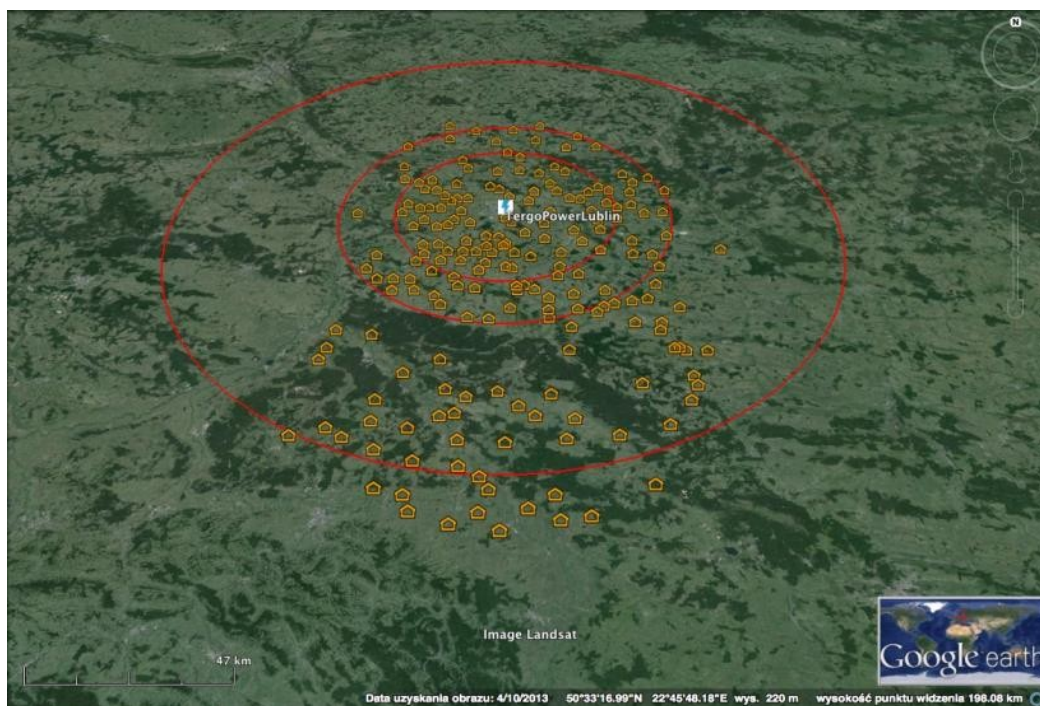 N
TergoPowerLublin
Image Landsat
47 km
Google earth
Data uzyskania obrazu: 4/10/2013 50°33'16.99"N 22°45'48.18"E wys. 220 m wysokość punktu widzenia 198.08 km